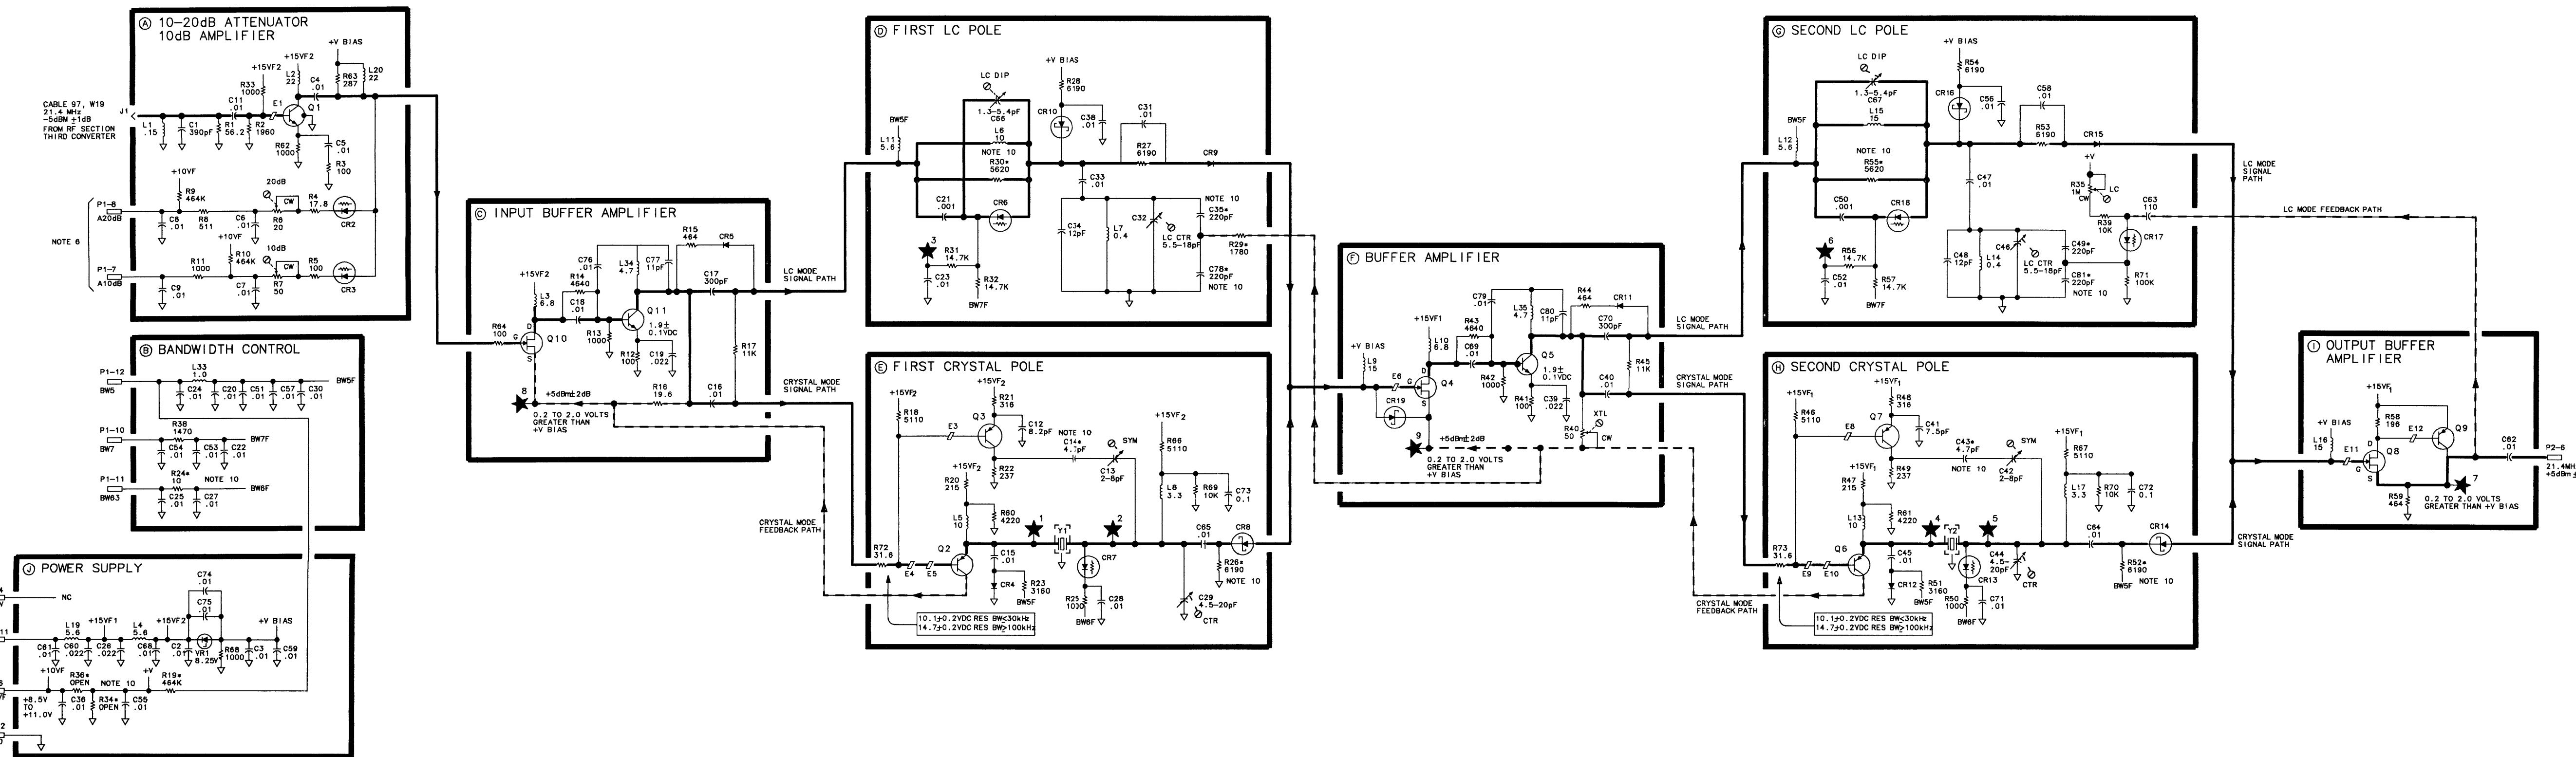 Ⓐ 10-20dB ATTENUATOR
10dB AMPLIFIER
+V BIAS
+15VF2
L2
22
C4
.01
R63
287
L20
22
+15VF2
R33
1000
C11
.01
E1
Q1
CABLE 97, W19
21.4 MHz
-5dBM ±1dB
FROM RF SECTION
THIRD CONVERTER
J1
L1
.15
C1
390pF
R1
56.2
R2
1960
R62
1000
C5
.01
R3
100
+10VF
R9
464K
20dB
CW
R4
17.8
P1-8
A20dB
C8
.01
R8
511
C6
.01
R6
20
CR2
NOTE 6
+10VF
R10
464K
10dB
CW
R5
100
P1-7
A10dB
R11
1000
C9
.01
C7
.01
R7
50
CR3
Ⓑ BANDWIDTH CONTROL
P1-12
BW5
L33
1.0
C24
.01
C20
.01
C51
.01
C57
.01
C30
.01
BW5F
P1-10
BW7
R38
1470
C54
.01
C53
.01
C22
.01
BW7F
P1-11
BW63
R24*
10
NOTE 10
C25
.01
C27
.01
BW6F
Ⓙ POWER SUPPLY
NC
C74
.01
C75
.01
L19
5.6
+15VF1
L4
5.6
+15VF2
+V BIAS
C61
.01
C60
.022
C26
.022
C68
.01
C2
.01
VR1
8.25V
R68
1000
C3
.01
C59
.01
+10VF
R36*
OPEN
NOTE 10
+V
R19*
464K
+8.5V
TO
+11.0V
C36
.01
R34*
OPEN
C55
.01
Ⓒ INPUT BUFFER AMPLIFIER
R15
464
CR5
C76
.01
R14
4640
L34
4.7
C77
11pF
C17
300pF
+15VF2
L3
6.8
C18
.01
Q11
1.9±
0.1VDC
R64
100
D
G
S
Q10
R13
1000
R12
100
C19
.022
R17
11K
8
+5dBm±2dB
R16
19.6
C16
.01
0.2 TO 2.0 VOLTS
GREATER THAN
+V BIAS
LC MODE
SIGNAL PATH
CRYSTAL MODE
SIGNAL PATH
CRYSTAL MODE
FEEDBACK PATH
Ⓓ FIRST LC POLE
LC DIP
1.3-5.4pF
C66
+V BIAS
R28
6190
CR10
C38
.01
C31
.01
BW5F
L11
5.6
L6
10
NOTE 10
R30*
5620
R27
6190
CR9
C21
.001
CR6
C33
.01
3
R31
14.7K
C23
.01
R32
14.7K
BW7F
C34
12pF
L7
0.4
C32
LC CTR
5.5-18pF
NOTE 10
C35*
220pF
R29*
1780
C78*
220pF
NOTE 10
Ⓔ FIRST CRYSTAL POLE
+15VF2
R18
5110
+15VF2
R21
316
Q3
E3
C12
8.2pF
NOTE 10
C14*
SYM
C13
2-8pF
+15VF2
R66
5110
+15VF2
R20
215
R22
237
L8
3.3
R69
10K
C73
0.1
L5
10
R60
4220
1
Y1
2
C65
.01
CR8
R72
31.6
E4
E5
Q2
C15
.01
CR4
R23
3160
BW5F
CR7
R25
1000
C28
.01
BW6F
R26*
6190
NOTE 10
C29
4.5-20pF
CTR
10.1±0.2VDC RES BW≤30kHz
14.7±0.2VDC RES BW≥100kHz
Ⓕ BUFFER AMPLIFIER
R44
464
CR11
C79
.01
L35
4.7
C80
11pF
C70
300pF
+15VF1
R43
4640
+V BIAS
L9
15
L10
6.8
C69
.01
Q5
1.9±
0.1VDC
E6
D
G
S
Q4
CR19
R42
1000
R41
100
C39
.022
C40
.01
R45
11K
XTL
R40
50
CW
9
+5dBm±2dB
0.2 TO 2.0 VOLTS
GREATER THAN
+V BIAS
LC MODE
SIGNAL PATH
CRYSTAL MODE
SIGNAL PATH
CRYSTAL MODE
FEEDBACK PATH
Ⓖ SECOND LC POLE
LC DIP
1.3-5.4pF
C67
+V BIAS
R54
6190
CR16
C56
.01
C58
.01
BW5F
L12
5.6
L15
15
NOTE 10
R55*
5620
R53
6190
CR15
C50
.001
CR18
C47
.01
+V
R35
1M
CW
LC
R39
10K
C63
110
CR17
6
R56
14.7K
C52
.01
R57
14.7K
BW7F
C48
12pF
L14
0.4
C46
LC CTR
5.5-18pF
C49*
220pF
C81*
220pF
NOTE 10
R71
100K
LC MODE
SIGNAL PATH
LC MODE FEEDBACK PATH
Ⓗ SECOND CRYSTAL POLE
+15VF1
R46
5110
+15VF1
R48
316
Q7
E8
C41
7.5pF
C43*
4.7pF
NOTE 10
SYM
C42
2-8pF
+15VF1
R67
5110
+15VF1
R47
215
R49
237
L17
3.3
R70
10K
C72
0.1
L13
10
R61
4220
4
Y2
5
C64
.01
CR14
R73
31.6
E9
E10
Q6
C45
.01
CR12
R51
3160
BW5F
C44
4.5-
20pF
CR13
CTR
R50
1000
C71
.01
BW6F
R52*
6190
BW5F
NOTE 10
10.1±0.2VDC RES BW≤30kHz
14.7±0.2VDC RES BW≥100kHz
CRYSTAL MODE
SIGNAL PATH
Ⓘ OUTPUT BUFFER
AMPLIFIER
+15VF1
R58
196
E12
Q9
+V BIAS
L16
15
E11
D
G
S
Q8
R59
464
7
0.2 TO 2.0 VOLTS
GREATER THAN +V BIAS
C62
.01
P2-6
21.4MH
+5dBm ±